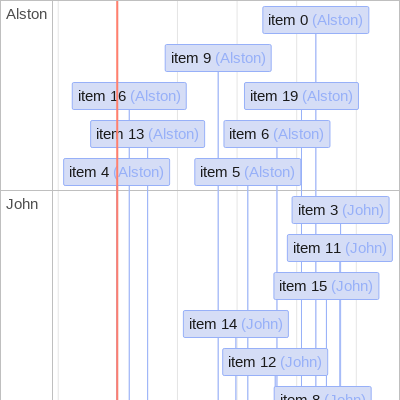 Alston
item 0 (Alston)
item 9 (Alston)
item 16 (Alston)
item 19 (Alston)
item 13 (Alston)
item 6 (Alston)
item 4 (Alston)
item 5 (Alston)
John
item 3 (John)
item 11 (John)
item 15 (John)
item 14 (John)
item 12 (John)
item 8 (John)